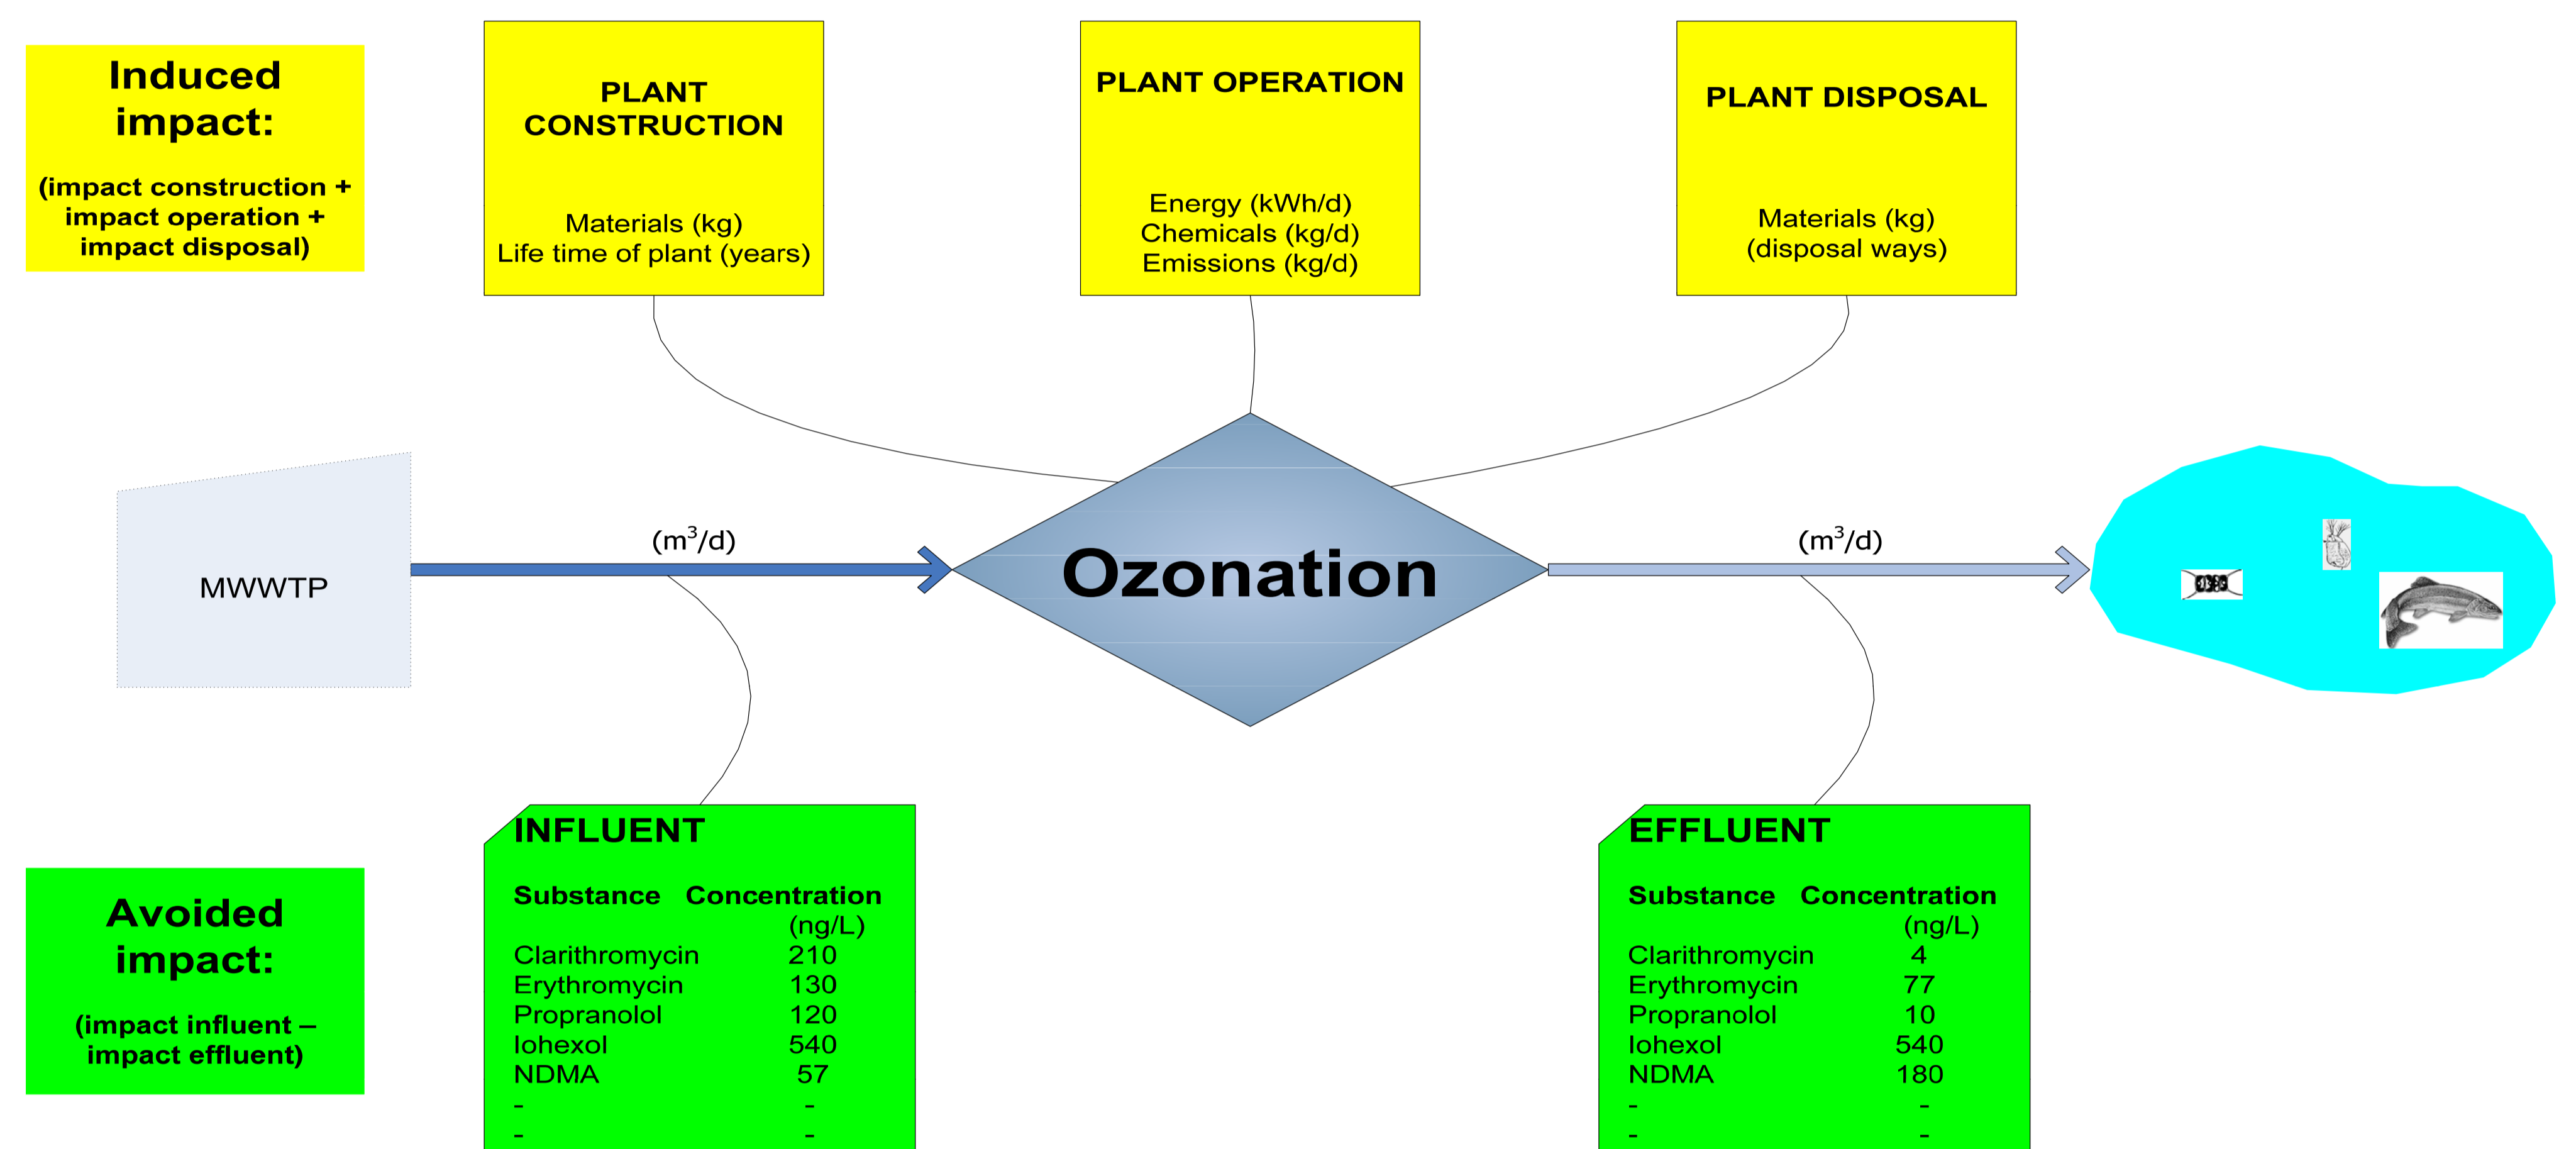 Induced
impact:
(impact construction +
impact operation +
impact disposal)
PLANT
CONSTRUCTION
Materials (kg)
Life time of plant (years)
PLANT OPERATION
Energy (kWh/d)
Chemicals (kg/d)
Emissions (kg/d)
PLANT DISPOSAL
Materials (kg)
(disposal ways)
MWWTP
(m³/d)
Ozonation
(m³/d)
Avoided
impact:
(impact influent –
impact effluent)
INFLUENT
Substance Concentration
(ng/L)
Clarithromycin 210
Erythromycin 130
Propranolol 120
Iohexol 540
NDMA 57
- -
- -
EFFLUENT
Substance Concentration
(ng/L)
Clarithromycin 4
Erythromycin 77
Propranolol 10
Iohexol 540
NDMA 180
- -
- -